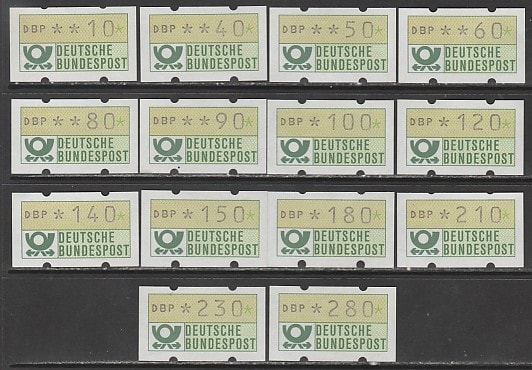 DBP **10*
DEUTSCHE
BUNDESPOST
DBP **40*
DEUTSCHE
BUNDESPOST
DBP **50*
DEUTSCHE
BUNDESPOST
DBP **60*
DEUTSCHE
BUNDESPOST
DBP **80*
DEUTSCHE
BUNDESPOST
DBP **90*
DEUTSCHE
BUNDESPOST
DBP *100*
DEUTSCHE
BUNDESPOST
DBP *120*
DEUTSCHE
BUNDESPOST
DBP *140*
DEUTSCHE
BUNDESPOST
DBP *150*
DEUTSCHE
BUNDESPOST
DBP *180*
DEUTSCHE
BUNDESPOST
DBP *210*
DEUTSCHE
BUNDESPOST
DBP *230*
DEUTSCHE
BUNDESPOST
DBP *280*
DEUTSCHE
BUNDESPOST